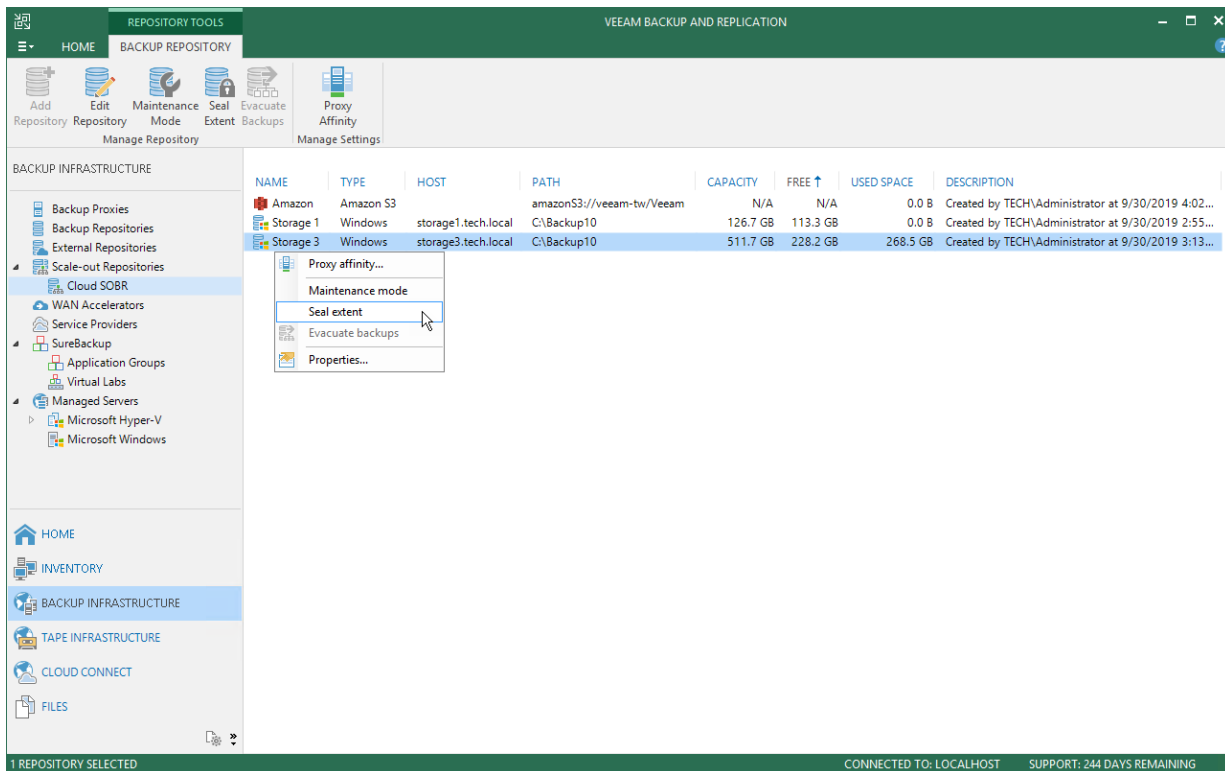 REPOSITORY TOOLS
VEEAM BACKUP AND REPLICATION
HOME
BACKUP REPOSITORY
?
Add Repository
Edit Repository
Maintenance Mode
Seal Extent
Evacuate Backups
Proxy Affinity
Manage Repository
Manage Settings
BACKUP INFRASTRUCTURE
Backup Proxies
Backup Repositories
External Repositories
Scale-out Repositories
Cloud SOBR
WAN Accelerators
Service Providers
SureBackup
Application Groups
Virtual Labs
Managed Servers
Microsoft Hyper-V
Microsoft Windows
HOME
INVENTORY
BACKUP INFRASTRUCTURE
TAPE INFRASTRUCTURE
CLOUD CONNECT
FILES
NAME TYPE HOST PATH CAPACITY FREE USED SPACE DESCRIPTION
Amazon Amazon S3 amazonS3://veeam-tw/Veeam N/A N/A 0.0 B Created by TECH\Administrator at 9/30/2019 4:02...
Storage 1 Windows storage1.tech.local C:\Backup10 126.7 GB 113.3 GB 0.0 B Created by TECH\Administrator at 9/30/2019 2:55...
Storage 3 Windows storage3.tech.local C:\Backup10 511.7 GB 228.2 GB 268.5 GB Created by TECH\Administrator at 9/30/2019 3:13...
Proxy affinity...
Maintenance mode
Seal extent
Evacuate backups
Properties...
1 REPOSITORY SELECTED
CONNECTED TO: LOCALHOST
SUPPORT: 244 DAYS REMAINING